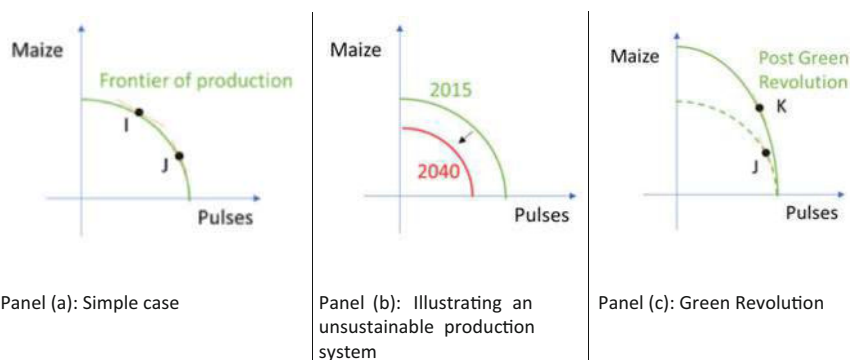 Maize
Frontier of production
I
J
Pulses
Panel (a): Simple case
Maize
2015
2040
Pulses
Panel (b): Illustrating an
unsustainable production
system
Maize
Post Green
Revolution
K
J
Pulses
Panel (c): Green Revolution